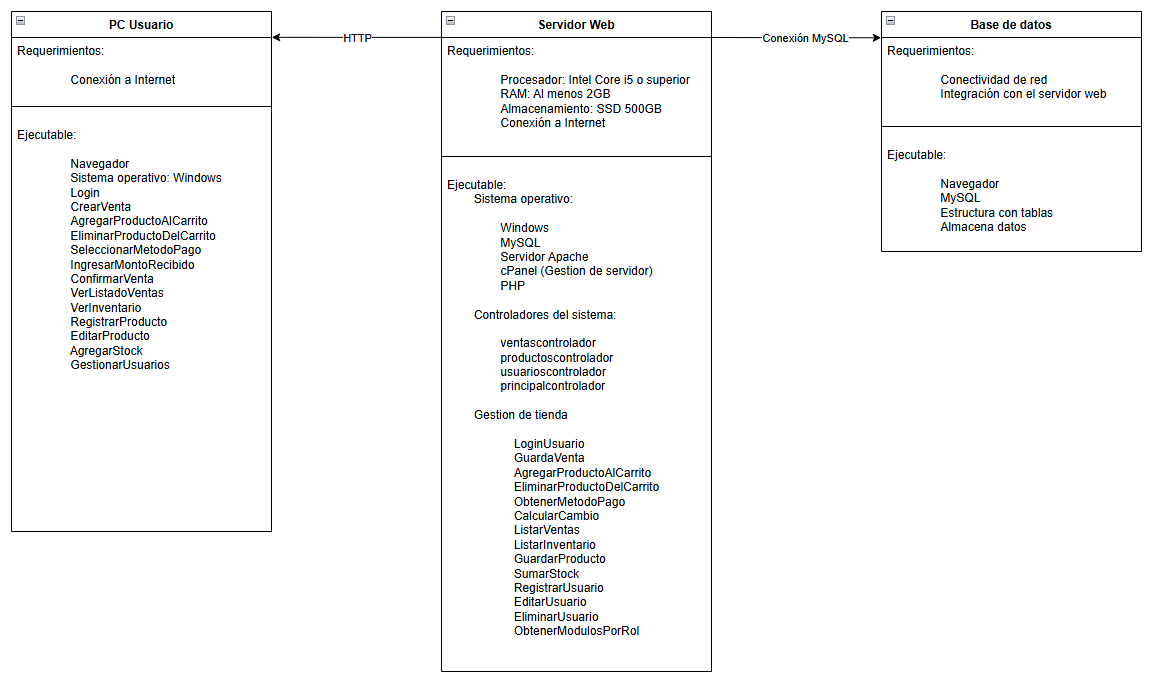 PC Usuario
Requerimientos:
Conexión a Internet
Ejecutable:
Navegador
Sistema operativo: Windows
Login
CrearVenta
AgregarProductoAlCarrito
EliminarProductoDelCarrito
SeleccionarMetodoPago
IngresarMontoRecibido
ConfirmarVenta
VerListadoVentas
VerInventario
RegistrarProducto
EditarProducto
AgregarStock
GestionarUsuarios
HTTP
Servidor Web
Requerimientos:
Procesador: Intel Core i5 o superior
RAM: Al menos 2GB
Almacenamiento: SSD 500GB
Conexión a Internet
Ejecutable:
Sistema operativo:
Windows
MySQL
Servidor Apache
cPanel (Gestion de servidor)
PHP
Controladores del sistema:
ventascontrolador
productoscontrolador
usuarioscontrolador
principalcontrolador
Gestion de tienda
LoginUsuario
GuardaVenta
AgregarProductoAlCarrito
EliminarProductoDelCarrito
ObtenerMetodoPago
CalcularCambio
ListarVentas
ListarInventario
GuardarProducto
SumarStock
RegistrarUsuario
EditarUsuario
EliminarUsuario
ObtenerModulosPorRol
Conexión MySQL
Base de datos
Requerimientos:
Conectividad de red
Integración con el servidor web
Ejecutable:
Navegador
MySQL
Estructura con tablas
Almacena datos